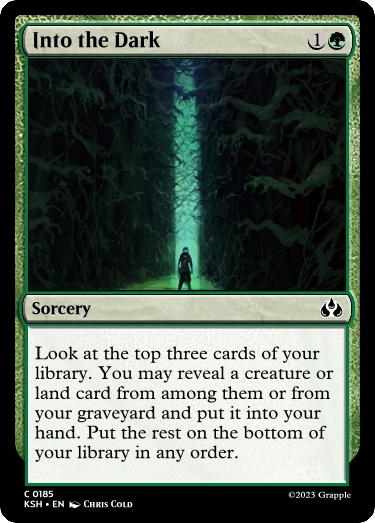 Into the Dark 1
Sorcery
Look at the top three cards of your
library. You may reveal a creature or
land card from among them or from
your graveyard and put it into your
hand. Put the rest on the bottom of
your library in any order.
C 0185
KSH • EN Chris Cold
©2023 Grapple